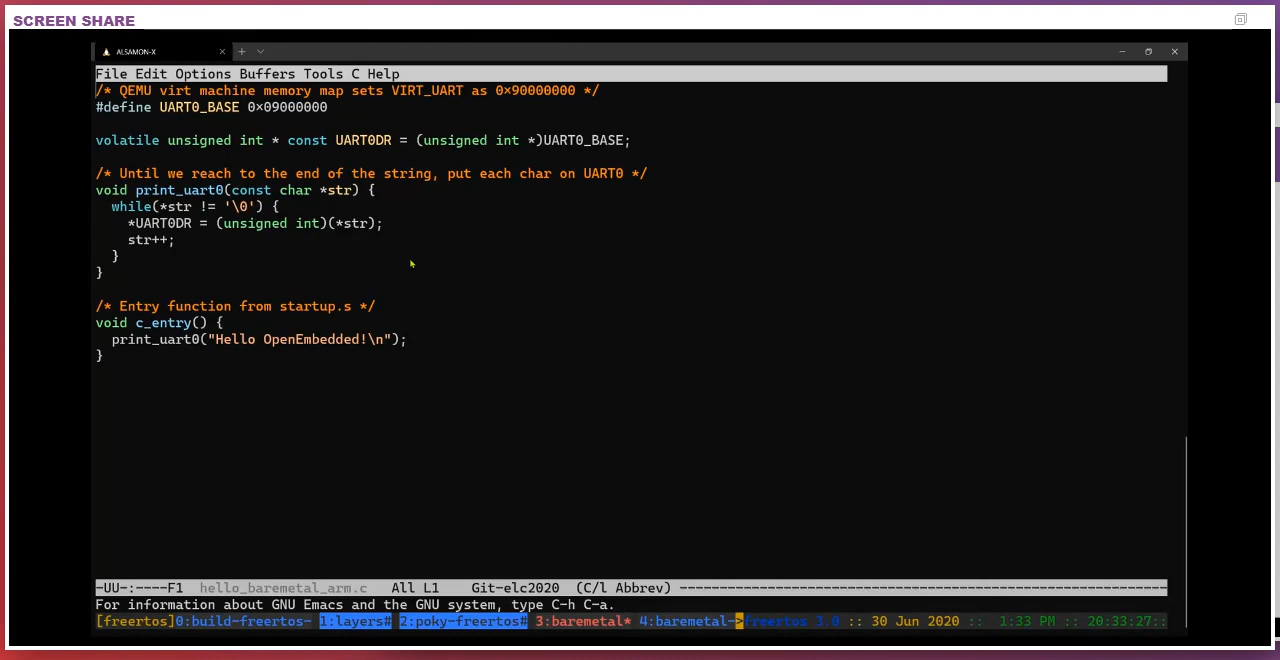 SCREEN SHARE
ALSAMON-X
File Edit Options Buffers Tools C Help
/* QEMU virt machine memory map sets VIRT_UART as 0×90000000 */
#define UART0_BASE 0×09000000
volatile unsigned int * const UART0DR = (unsigned int *)UART0_BASE;
/* Until we reach to the end of the string, put each char on UART0 */
void print_uart0(const char *str) {
while(*str != '\0') {
*UART0DR = (unsigned int)(*str);
str++;
}
}
/* Entry function from startup.s */
void c_entry() {
print_uart0("Hello OpenEmbedded!\n");
}
-UU-:----F1 hello_baremetal_arm.c All L1 Git-elc2020 (C/l Abbrev) -------------------------------------------------------------
For information about GNU Emacs and the GNU system, type C-h C-a.
[freertos]0:build-freertos- 1:layers# 2:poky-freertos# 3:baremetal* 4:baremetal->freertos 3:0 :: 30 Jun 2020 :: 1:33 PM :: 20:33:27::